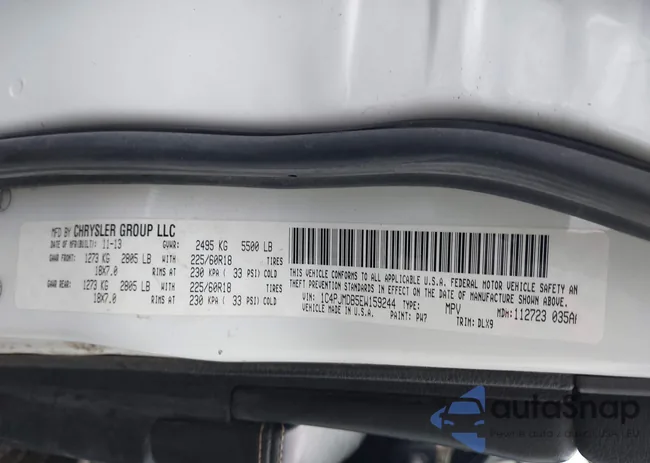 MFD BY CHRYSLER GROUP LLC
DATE OF MFR(BUILT): 11-13 GVWR: 2495 KG 5500 LB
GAWR FRONT: 1273 KG 2805 LB WITH 225/60R18 TIRES
18X7.0 RIMS AT 230 KPA ( 33 PSI) COLD
GAWR REAR: 1273 KG 2805 LB WITH 225/60R18 TIRES
18X7.0 RIMS AT 230 KPA ( 33 PSI) COLD
THIS VEHICLE CONFORMS TO ALL APPLICABLE U.S.A. FEDERAL MOTOR VEHICLE SAFETY
AND THEFT PREVENTION STANDARDS IN EFFECT ON THE DATE OF MANUFACTURE SHOWN ABOVE.
VIN: 1C4PJMDB5EW159244 TYPE: MPV MDH: 112723 035A
VEHICLE MADE IN U.S.A. PAINT: PW7 TRIM: DLX9
autoSnap